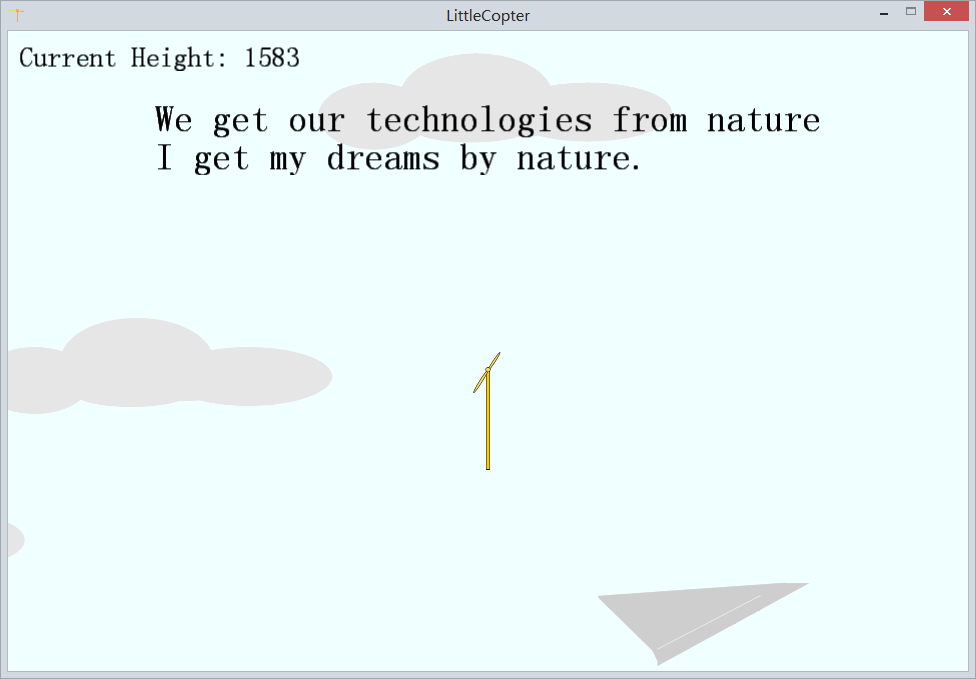 LittleCopter
Current Height: 1583
We get our technologies from nature
I get my dreams by nature.